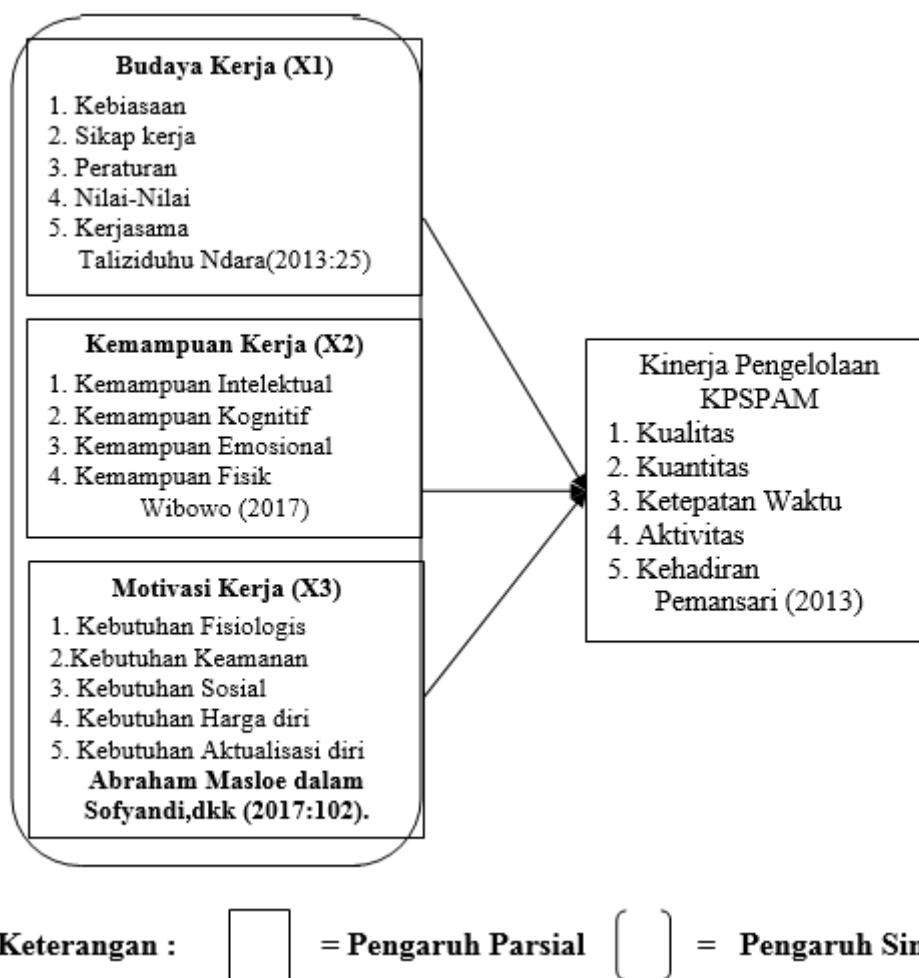 Budaya Kerja (X1)
1. Kebiasaan
2. Sikap kerja
3. Peraturan
4. Nilai-Nilai
5. Kerjasama
Taliziduhu Ndara(2013:25)
Kemampuan Kerja (X2)
1. Kemampuan Intelektual
2. Kemampuan Kognitif
3. Kemampuan Emosional
4. Kemampuan Fisik
Wibowo (2017)
Motivasi Kerja (X3)
1. Kebutuhan Fisiologis
2.Kebutuhan Keamanan
3. Kebutuhan Sosial
4. Kebutuhan Harga diri
5. Kebutuhan Aktualisasi diri
Abraham Masloe dalam
Sofyandi,dkk (2017:102).
Kinerja Pengelolaan
KPSPAM
1. Kualitas
2. Kuantitas
3. Ketepatan Waktu
4. Aktivitas
5. Kehadiran
Pemansari (2013)
Keterangan : = Pengaruh Parsial = Pengaruh